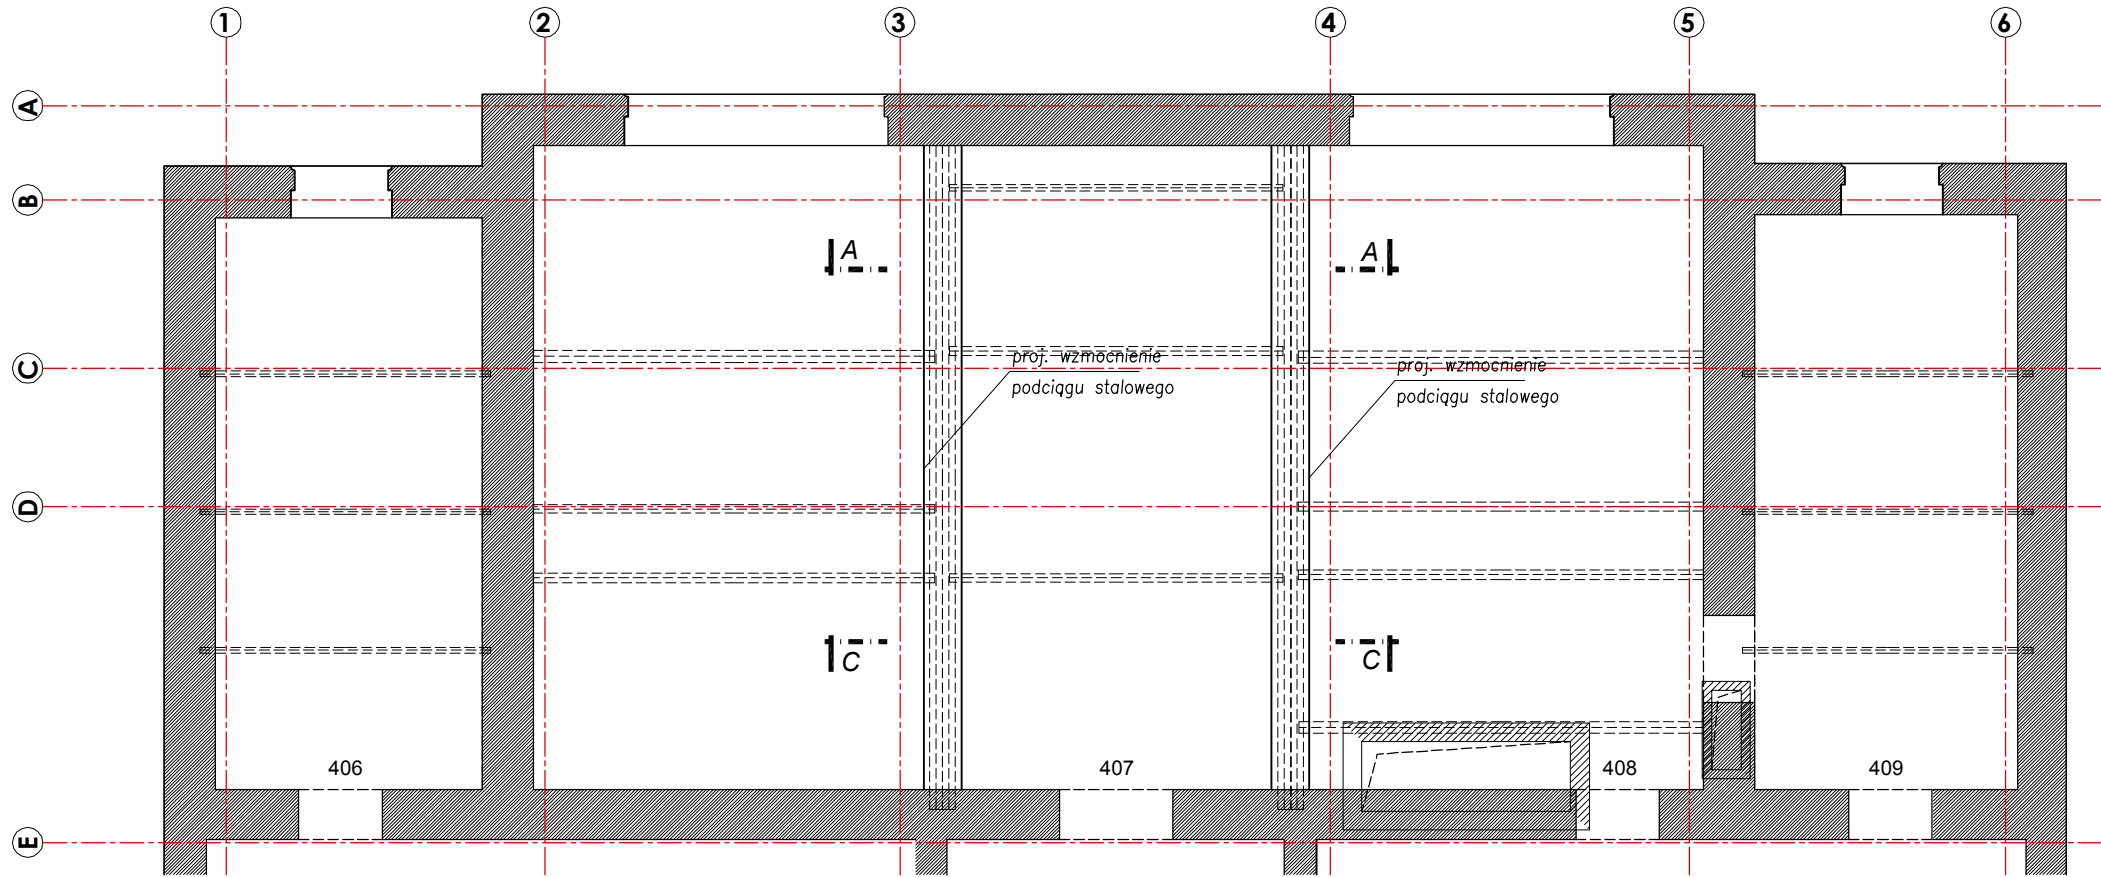 1
2
3
4
5
6
A
B
A
A
proj. wzmocnienie
podciągu stalowego
proj. wzmocnienie
podciągu stalowego
C
D
C
C
406
407
408
409
E